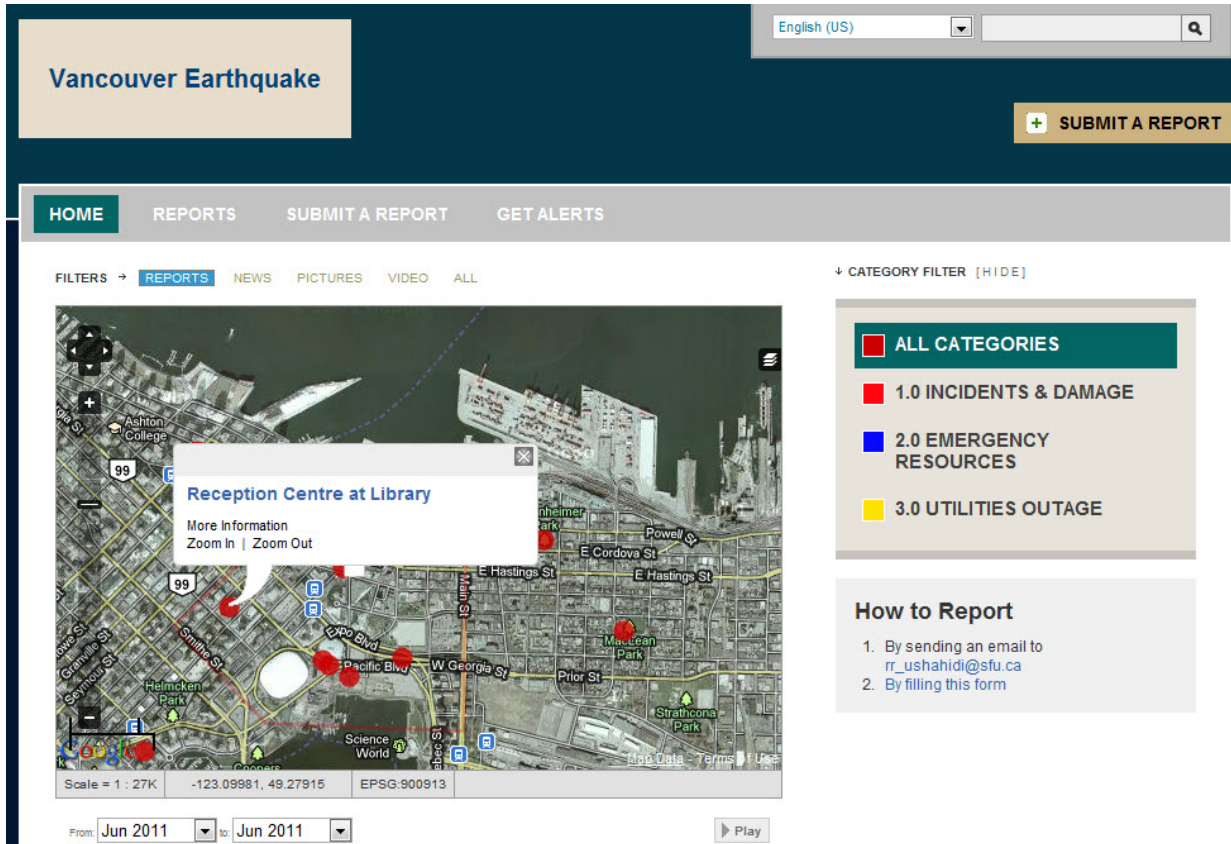 English (US)
Vancouver Earthquake
SUBMIT A REPORT
HOME REPORTS SUBMIT A REPORT GET ALERTS
FILTERS → REPORTS NEWS PICTURES VIDEO ALL
↓ CATEGORY FILTER [HIDE]
ALL CATEGORIES
1.0 INCIDENTS & DAMAGE
2.0 EMERGENCY
RESOURCES
3.0 UTILITIES OUTAGE
How to Report
1. By sending an email to
rr_ushahidi@sfu.ca
2. By filling this form
Ashton
College
99
Reception Centre at Library
More Information
Zoom In | Zoom Out
Powell St
E Cordova St
E Hastings St
E Hastings St
99
Main St
Smithe St
Expo Blvd
MacLean
Park
Pacific Blvd
W Georgia St
Prior St
Granville St
Seymour St
Helmcken
Park
Strathcona
Park
Science
World
Google
Coopers
Map Data - Terms of Use
Scale = 1 : 27K
-123.09981, 49.27915
EPSG:900913
From: Jun 2011 to: Jun 2011
Play